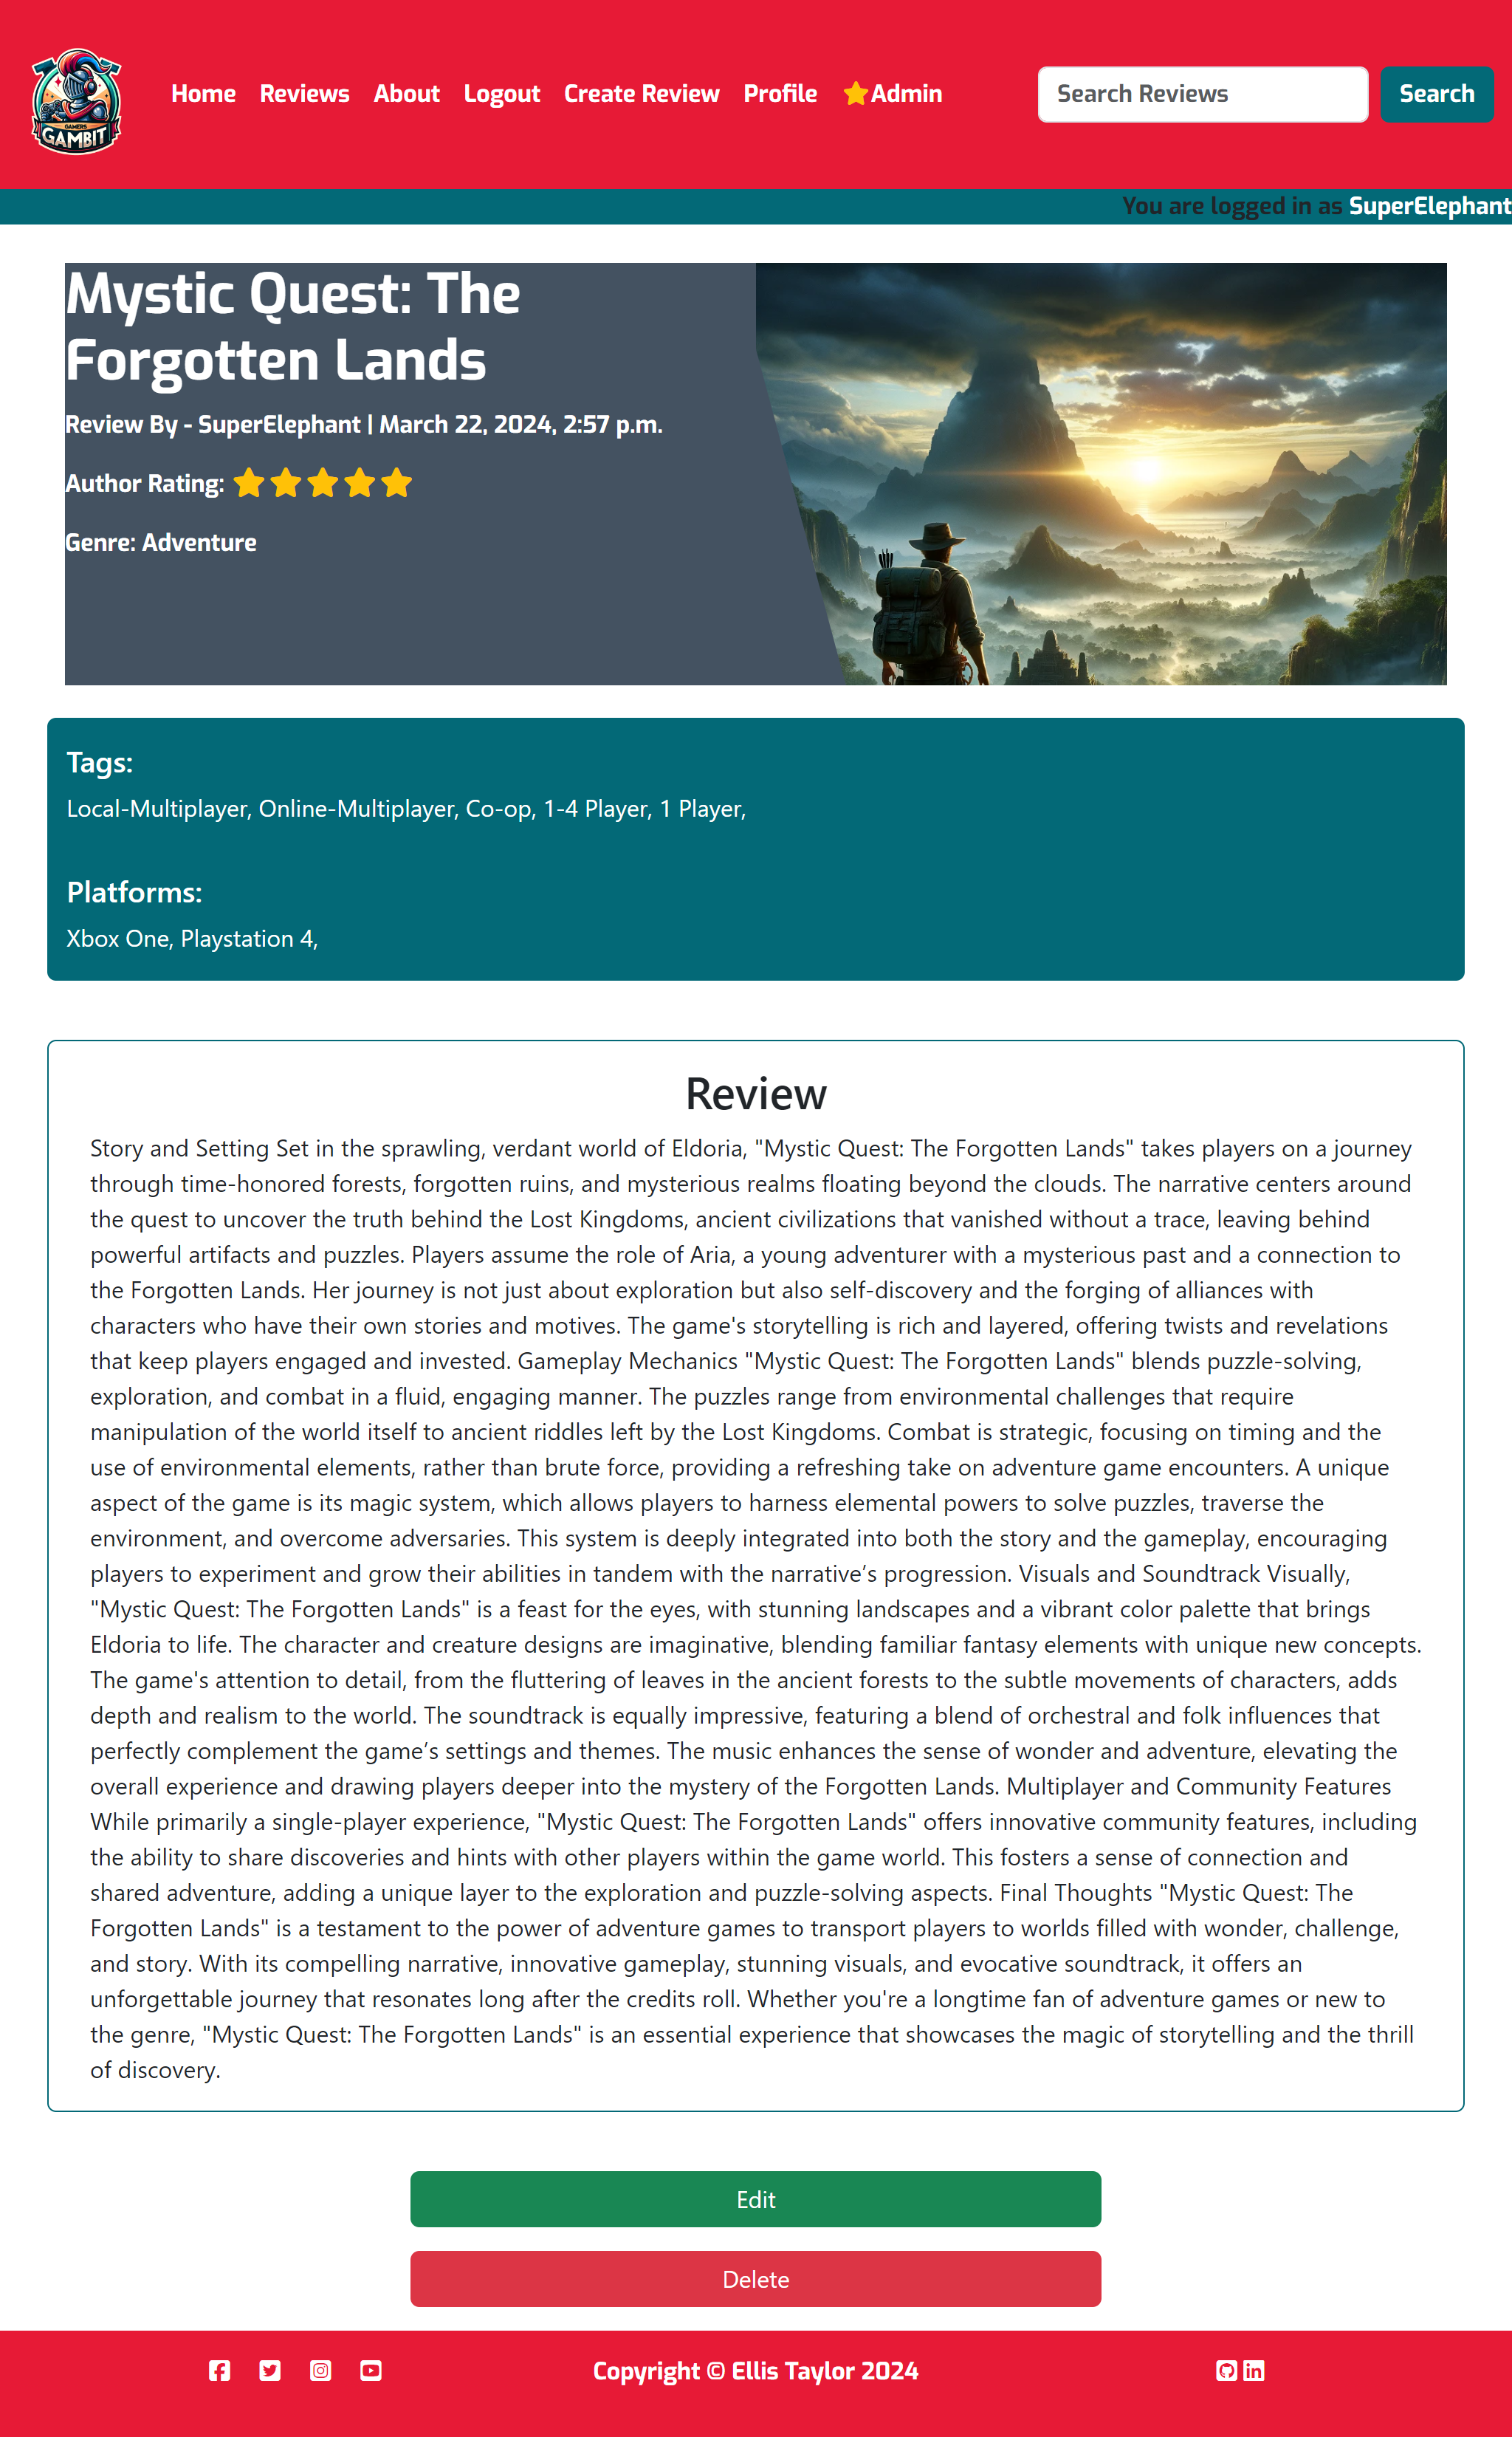 GAMERS
GAMBIT
Home Reviews About Logout Create Review Profile Admin
Search Reviews
Search
You are logged in as SuperElephant
Mystic Quest: The
Forgotten Lands
Review By - SuperElephant | March 22, 2024, 2:57 p.m.
Author Rating:
Genre: Adventure
Tags:
Local-Multiplayer, Online-Multiplayer, Co-op, 1-4 Player, 1 Player,
Platforms:
Xbox One, Playstation 4,
Review
Story and Setting Set in the sprawling, verdant world of Eldoria, "Mystic Quest: The Forgotten Lands" takes players on a journey
through time-honored forests, forgotten ruins, and mysterious realms floating beyond the clouds. The narrative centers around
the quest to uncover the truth behind the Lost Kingdoms, ancient civilizations that vanished without a trace, leaving behind
powerful artifacts and puzzles. Players assume the role of Aria, a young adventurer with a mysterious past and a connection to
the Forgotten Lands. Her journey is not just about exploration but also self-discovery and the forging of alliances with
characters who have their own stories and motives. The game's storytelling is rich and layered, offering twists and revelations
that keep players engaged and invested. Gameplay Mechanics "Mystic Quest: The Forgotten Lands" blends puzzle-solving,
exploration, and combat in a fluid, engaging manner. The puzzles range from environmental challenges that require
manipulation of the world itself to ancient riddles left by the Lost Kingdoms. Combat is strategic, focusing on timing and the
use of environmental elements, rather than brute force, providing a refreshing take on adventure game encounters. A unique
aspect of the game is its magic system, which allows players to harness elemental powers to solve puzzles, traverse the
environment, and overcome adversaries. This system is deeply integrated into both the story and the gameplay, encouraging
players to experiment and grow their abilities in tandem with the narrative’s progression. Visuals and Soundtrack Visually,
"Mystic Quest: The Forgotten Lands" is a feast for the eyes, with stunning landscapes and a vibrant color palette that brings
Eldoria to life. The character and creature designs are imaginative, blending familiar fantasy elements with unique new concepts.
The game's attention to detail, from the fluttering of leaves in the ancient forests to the subtle movements of characters, adds
depth and realism to the world. The soundtrack is equally impressive, featuring a blend of orchestral and folk influences that
perfectly complement the game’s settings and themes. The music enhances the sense of wonder and adventure, elevating the
overall experience and drawing players deeper into the mystery of the Forgotten Lands. Multiplayer and Community Features
While primarily a single-player experience, "Mystic Quest: The Forgotten Lands" offers innovative community features, including
the ability to share discoveries and hints with other players within the game world. This fosters a sense of connection and
shared adventure, adding a unique layer to the exploration and puzzle-solving aspects. Final Thoughts "Mystic Quest: The
Forgotten Lands" is a testament to the power of adventure games to transport players to worlds filled with wonder, challenge,
and story. With its compelling narrative, innovative gameplay, stunning visuals, and evocative soundtrack, it offers an
unforgettable journey that resonates long after the credits roll. Whether you're a longtime fan of adventure games or new to
the genre, "Mystic Quest: The Forgotten Lands" is an essential experience that showcases the magic of storytelling and the thrill
of discovery.
Edit
Delete
Copyright © Ellis Taylor 2024